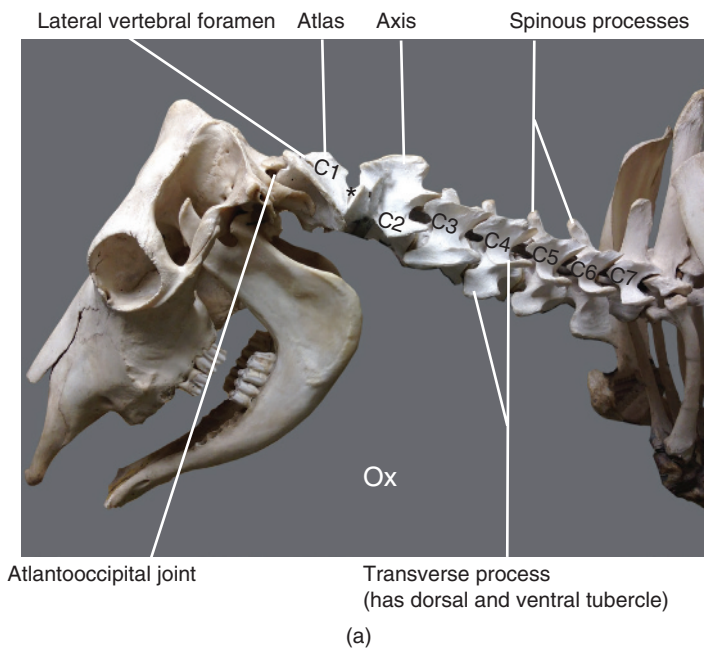 Lateral vertebral foramen Atlas Axis Spinous processes
C1
*
C2
C3
C4
C5
C6
C7
Ox
Atlantooccipital joint
Transverse process
(has dorsal and ventral tubercle)
(a)